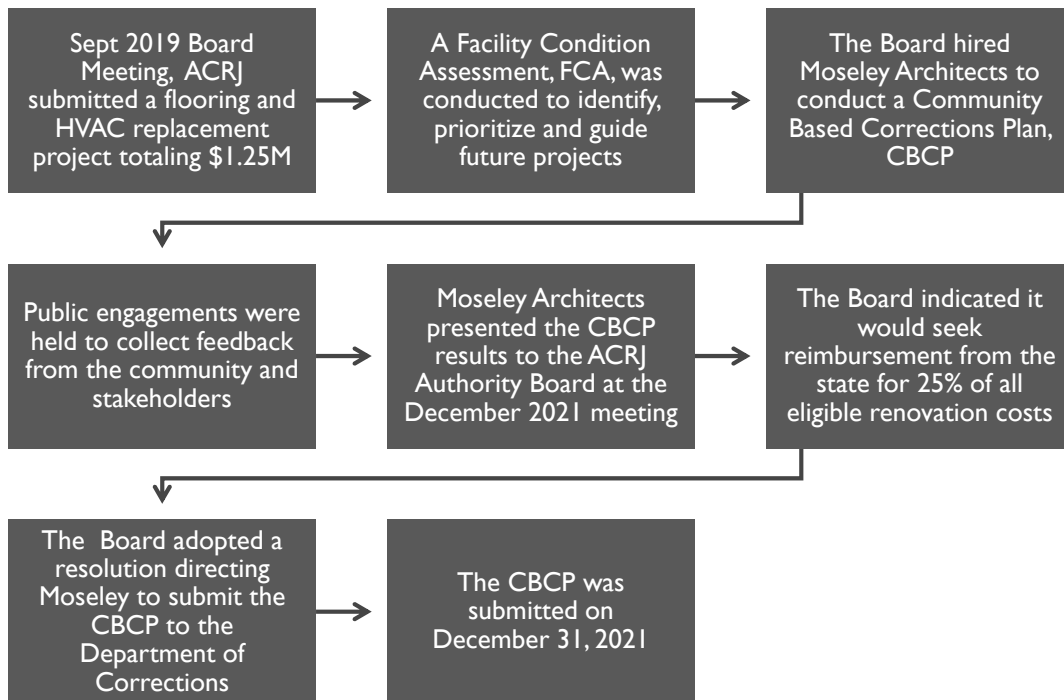 Sept 2019 Board
Meeting, ACRJ
submitted a flooring and
HVAC replacement
project totaling $1.25M
A Facility Condition
Assessment, FCA, was
conducted to identify,
prioritize and guide
future projects
The Board hired
Moseley Architects to
conduct a Community
Based Corrections Plan,
CBCP
Public engagements were
held to collect feedback
from the community and
stakeholders
Moseley Architects
presented the CBCP
results to the ACRJ
Authority Board at the
December 2021 meeting
The Board indicated it
would seek
reimbursement from the
state for 25% of all
eligible renovation costs
The Board adopted a
resolution directing
Moseley to submit the
CBCP to the
Department of
Corrections
The CBCP was
submitted on
December 31, 2021